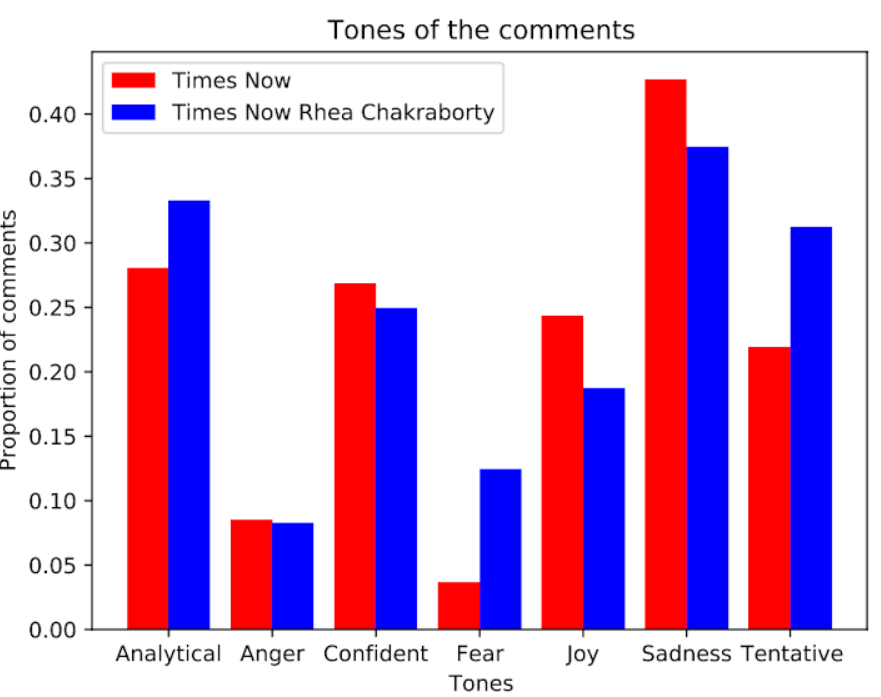 Tones of the comments
Times Now
Times Now Rhea Chakraborty
Proportion of comments
0.40
0.35
0.30
0.25
0.20
0.15
0.10
0.05
0.00
Analytical Anger Confident Fear Joy Sadness Tentative
Tones